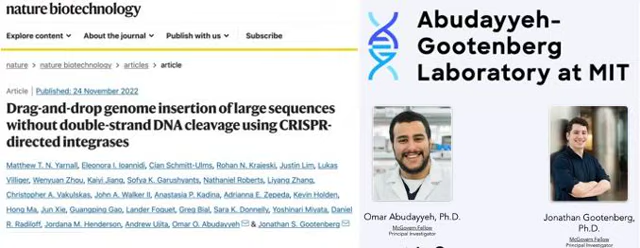 nature biotechnology
Explore content About the journal Publish with us Subscribe
nature > nature biotechnology > articles > article
Article | Published: 24 November 2022
Drag-and-drop genome insertion of large sequences
without double-strand DNA cleavage using CRISPR-
directed integrases
Matthew T. N. Yarnall, Eleonora I. Ioannidi, Cian Schmitt-Ulms, Rohan N. Krajeski, Justin Lim, Lukas
Villiger, Wenyuan Zhou, Kaiyi Jiang, Sofya K. Garushyants, Nathaniel Roberts, Liyang Zhang,
Christopher A. Vakulskas, John A. Walker II, Anastasia P. Kadina, Adrianna E. Zepeda, Kevin Holden,
Hong Ma, Jun Xie, Guangping Gao, Lander Foquet, Greg Bial, Sara K. Donnelly, Yoshinari Miyata, Daniel
R. Radiloff, Jordana M. Henderson, Andrew Ujita, Omar O. Abudayyeh & Jonathan S. Gootenberg
Abudayyeh-
Gootenberg
Laboratory at MIT
Omar Abudayyeh, Ph.D.
McGovern Fellow
Principal Investigator
Jonathan Gootenberg,
Ph.D.
McGovern Fellow
Principal Investigator